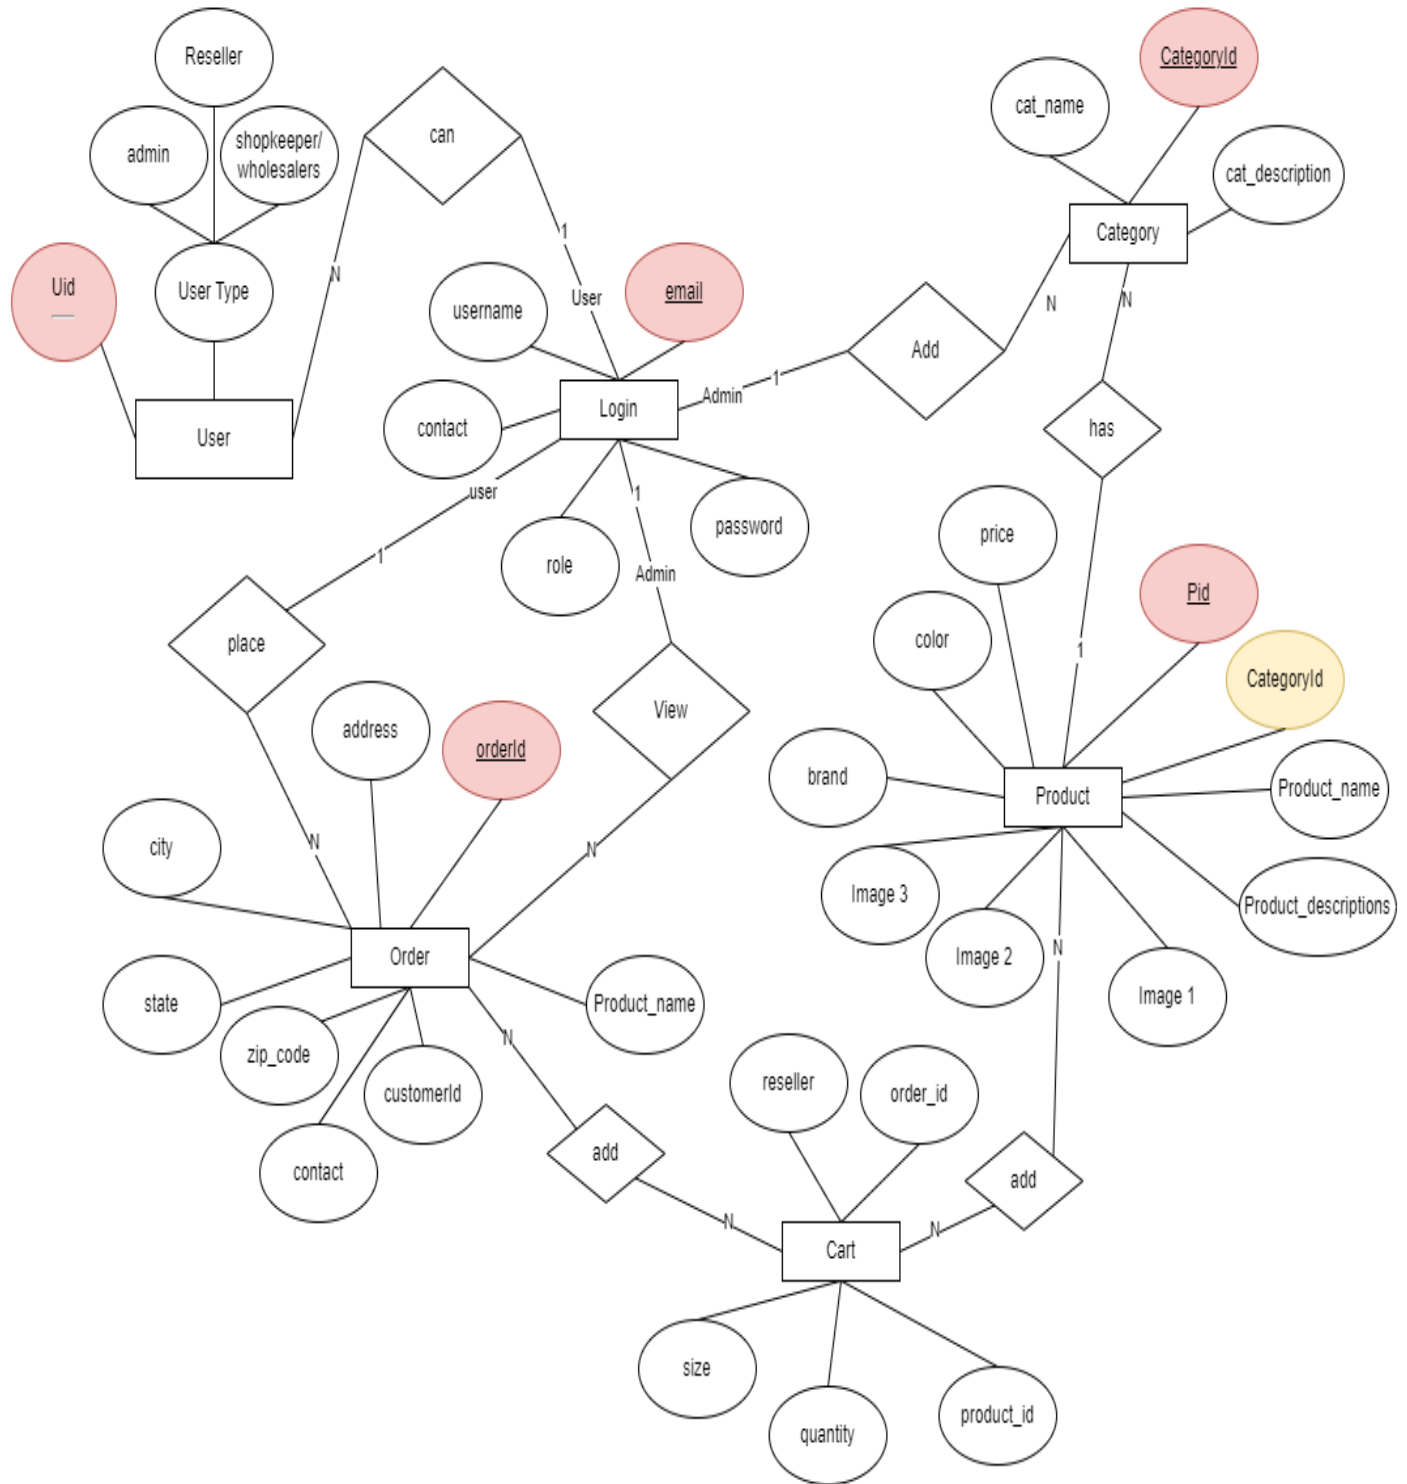 Reseller
CategoryId
cat_name
can
shopkeeper/
wholesalers
admin
cat_description
Category
1
N
Uid
User Type
User
email
username
N
N
Add
1
Admin
Login
contact
has
User
user
1
password
price
1
role
Admin
Pid
color
place
1
CategoryId
View
address
orderId
brand
Product
Product_name
N
city
N
Image 3
Product_descriptions
N
Order
Image 2
Image 1
state
Product_name
N
zip_code
reseller
order_id
customerId
add
contact
add
N
N
Cart
size
product_id
quantity